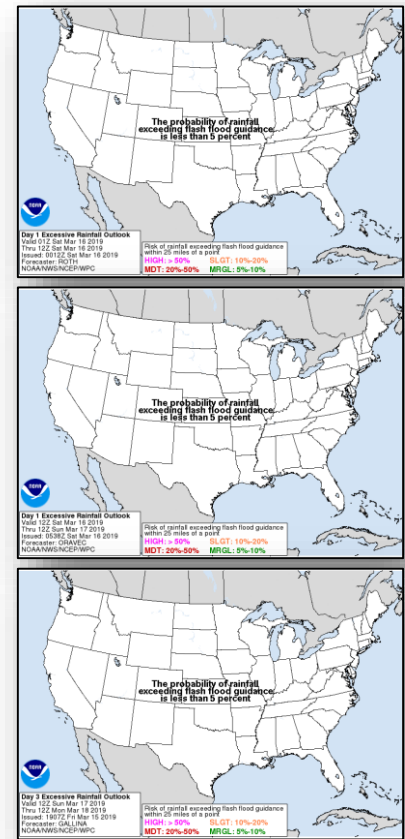 The probability of rainfall
exceeding flash flood guidance
is less than 5 percent
NOAA
Day 1 Excessive Rainfall Outlook
Valid 01Z Sat Mar 16 2019
Thru 12Z Sat Mar 16 2019
Issued: 0012Z Sat Mar 16 2019
Forecaster: ROTH
NOAA/NWS/NCEP/WPC
Risk of rainfall exceeding flash flood guidance
within 25 miles of a point
HIGH: > 50% SLGT: 10%-20%
MDT: 20%-50% MRGL: 5%-10%
The probability of rainfall
exceeding flash flood guidance
is less than 5 percent
NOAA
Day 1 Excessive Rainfall Outlook
Valid 12Z Sat Mar 16 2019
Thru 12Z Sun Mar 17 2019
Issued: 0538Z Sat Mar 16 2019
Forecaster: ORAVEC
NOAA/NWS/NCEP/WPC
Risk of rainfall exceeding flash flood guidance
within 25 miles of a point
HIGH: > 50% SLGT: 10%-20%
MDT: 20%-50% MRGL: 5%-10%
The probability of rainfall
exceeding flash flood guidance
is less than 5 percent
NOAA
Day 3 Excessive Rainfall Outlook
Valid 12Z Sun Mar 17 2019
Thru 12Z Mon Mar 18 2019
Issued: 1907Z Fri Mar 15 2019
Forecaster: GALLINA
NOAA/NWS/NCEP/WPC
Risk of rainfall exceeding flash flood guidance
within 25 miles of a point
HIGH: > 50% SLGT: 10%-20%
MDT: 20%-50% MRGL: 5%-10%